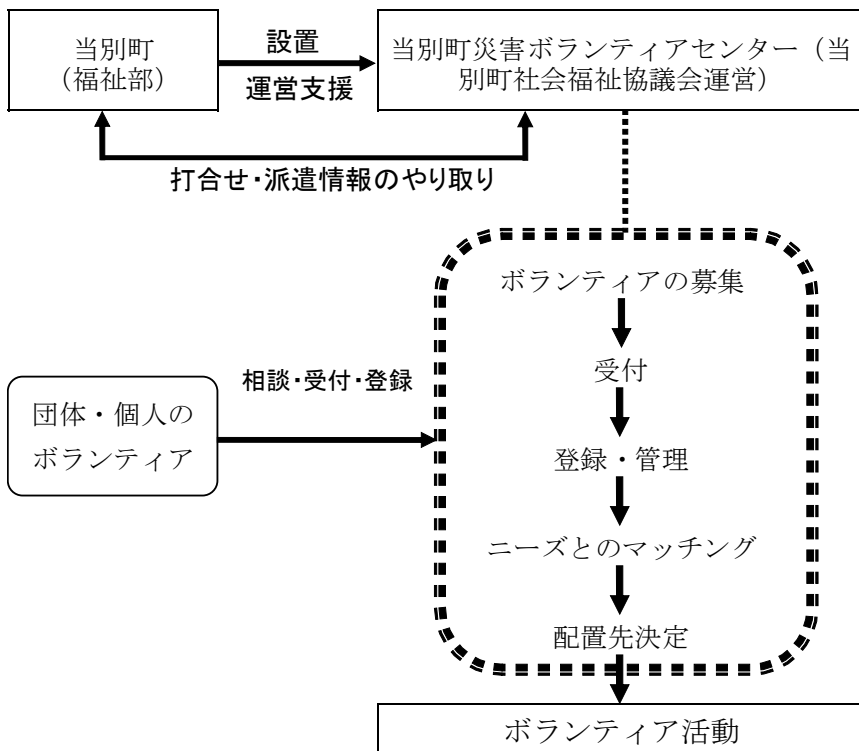 当別町
（福祉部）
設置
運営支援
当別町災害ボランティアセンター（当
別町社会福祉協議会運営）
打合せ・派遣情報のやり取り
ボランティアの募集
受付
相談・受付・登録
団体・個人の
ボランティア
登録・管理
ニーズとのマッチング
配置先決定
ボランティア活動